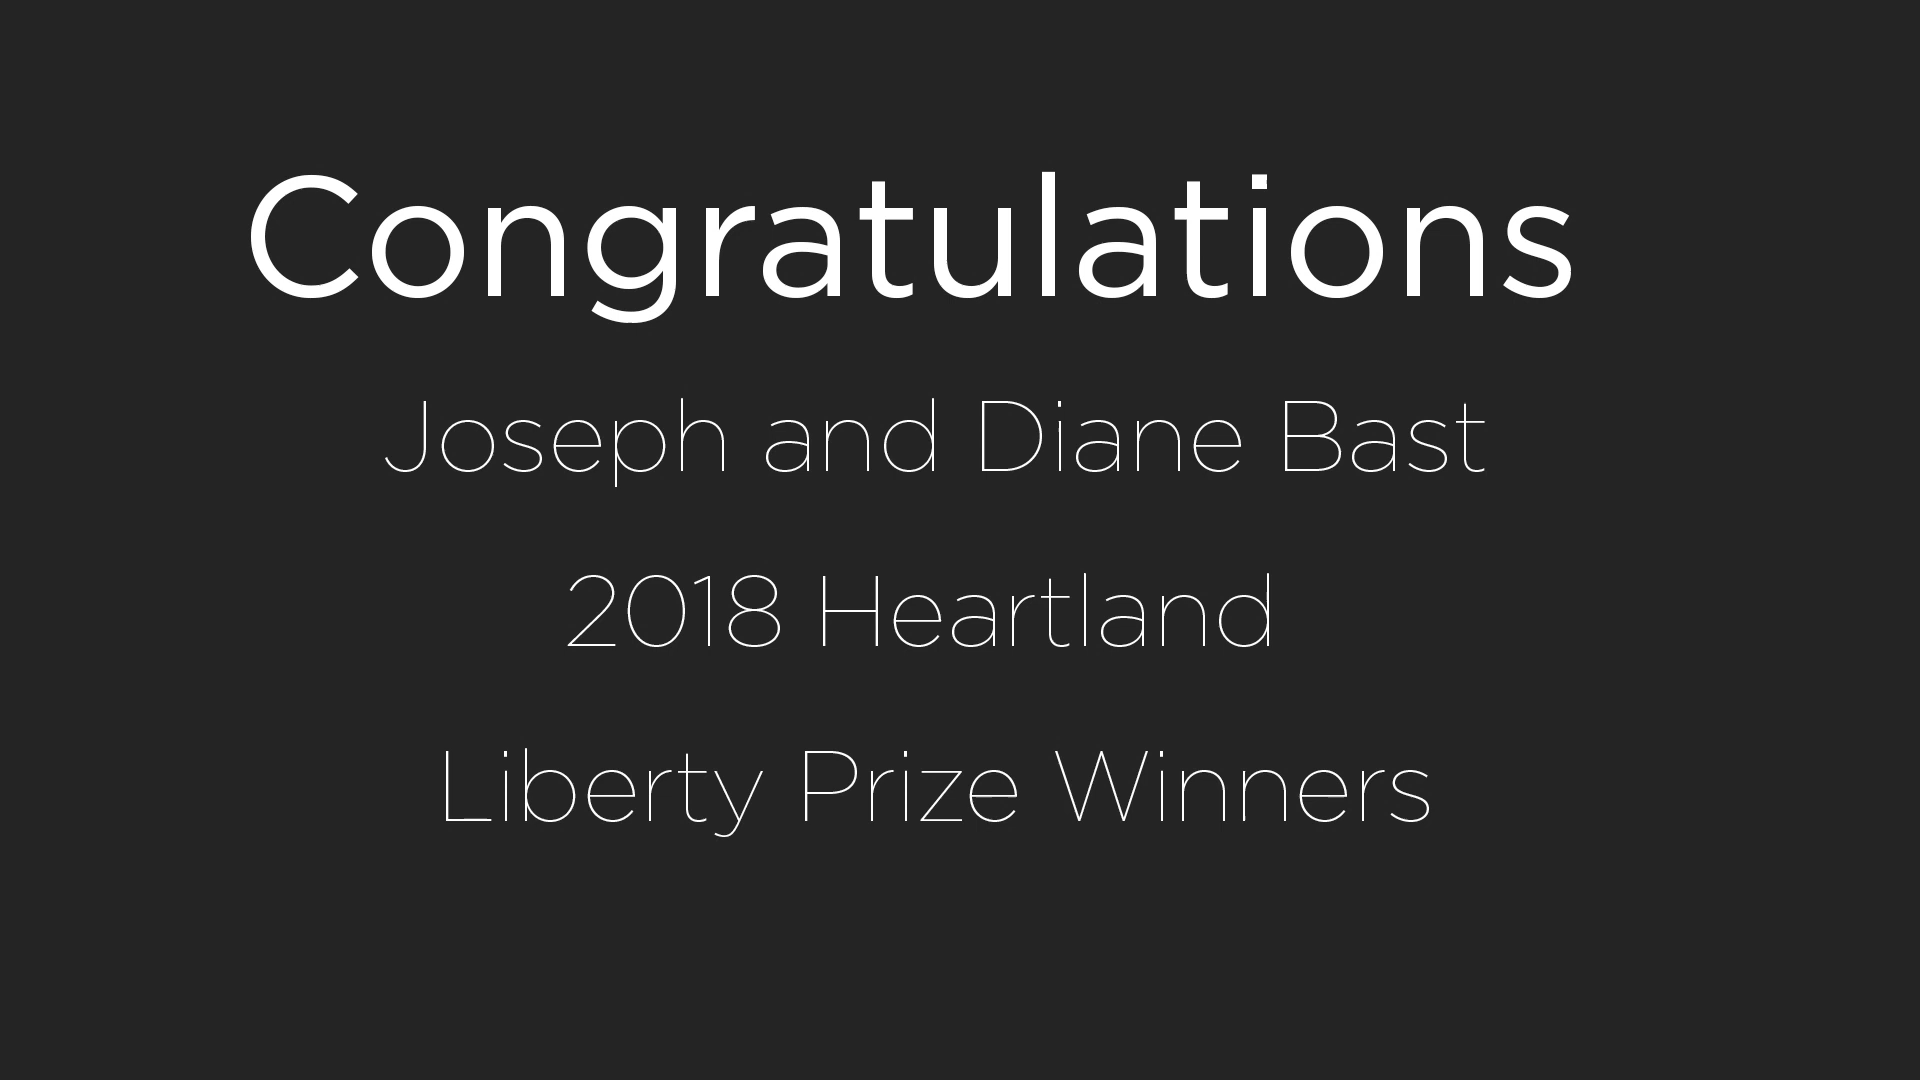 Congratulations
Joseph and Diane Bast
2018 Heartland
Liberty Prize Winners